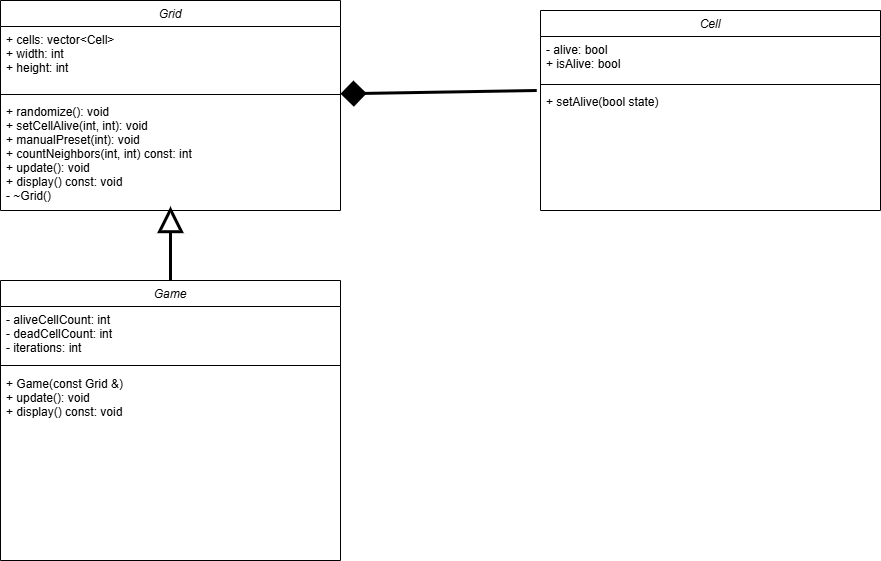 Grid
+ cells: vector<Cell>
+ width: int
+ height: int
+ randomize(): void
+ setCellAlive(int, int): void
+ manualPreset(int): void
+ countNeighbors(int, int) const: int
+ update(): void
+ display() const: void
- ~Grid()
Cell
- alive: bool
+ isAlive: bool
+ setAlive(bool state)
Game
- aliveCellCount: int
- deadCellCount: int
- iterations: int
+ Game(const Grid &)
+ update(): void
+ display() const: void